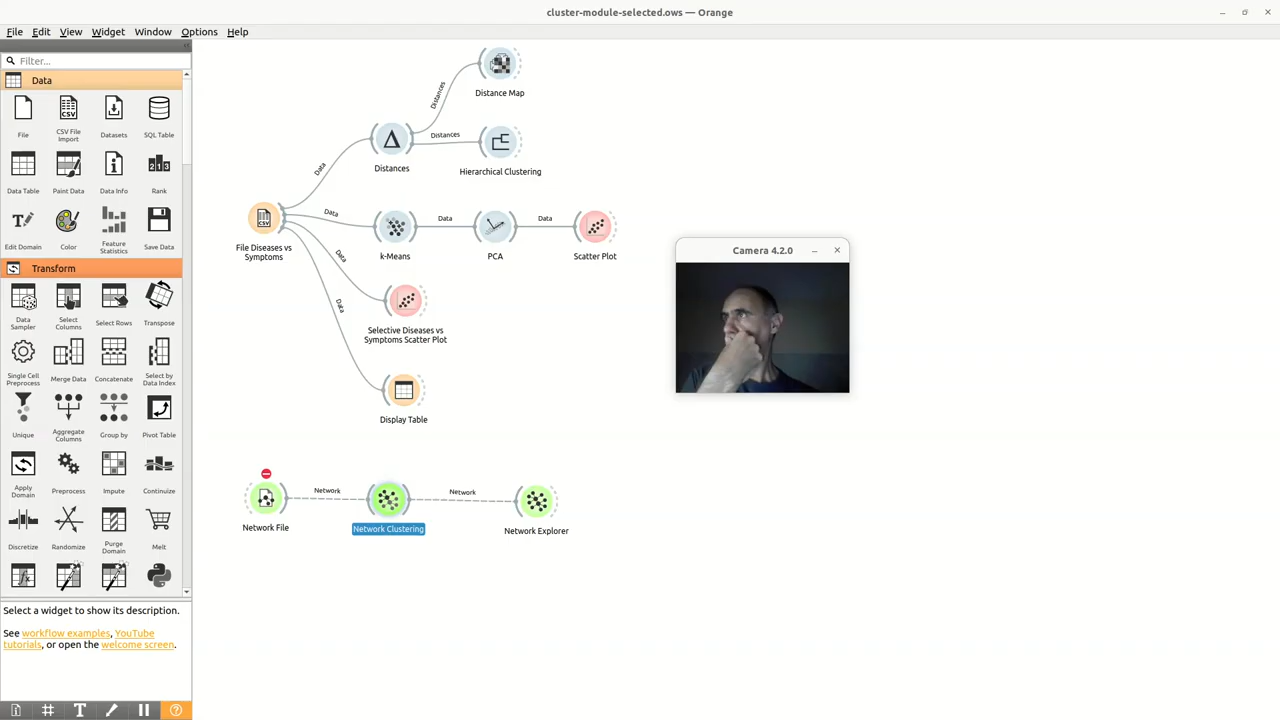 cluster-module-selected.ows — Orange
File Edit View Widget Window Options Help
Filter...
Data
File
CSV File
Import
Datasets
SQL Table
Data Table
Paint Data
Data Info
Rank
Edit Domain
Color
Feature
Statistics
Save Data
Transform
Data
Sampler
Select
Columns
Select Rows
Transpose
Single Cell
Preprocess
Merge Data
Concatenate
Select by
Data Index
Unique
Aggregate
Columns
Group by
Pivot Table
Apply
Domain
Preprocess
Impute
Continuize
Discretize
Randomize
Purge
Domain
Melt
Select a widget to show its description.
See workflow examples, YouTube
tutorials, or open the welcome screen.
Distances
Distance Map
Distances
Distances
Hierarchical Clustering
Data
File Diseases vs
Symptoms
Data
k-Means
Data
PCA
Data
Scatter Plot
Data
Selective Diseases vs
Symptoms Scatter Plot
Data
Display Table
Camera 4.2.0
Network File
Network
Network Clustering
Network
Network Explorer